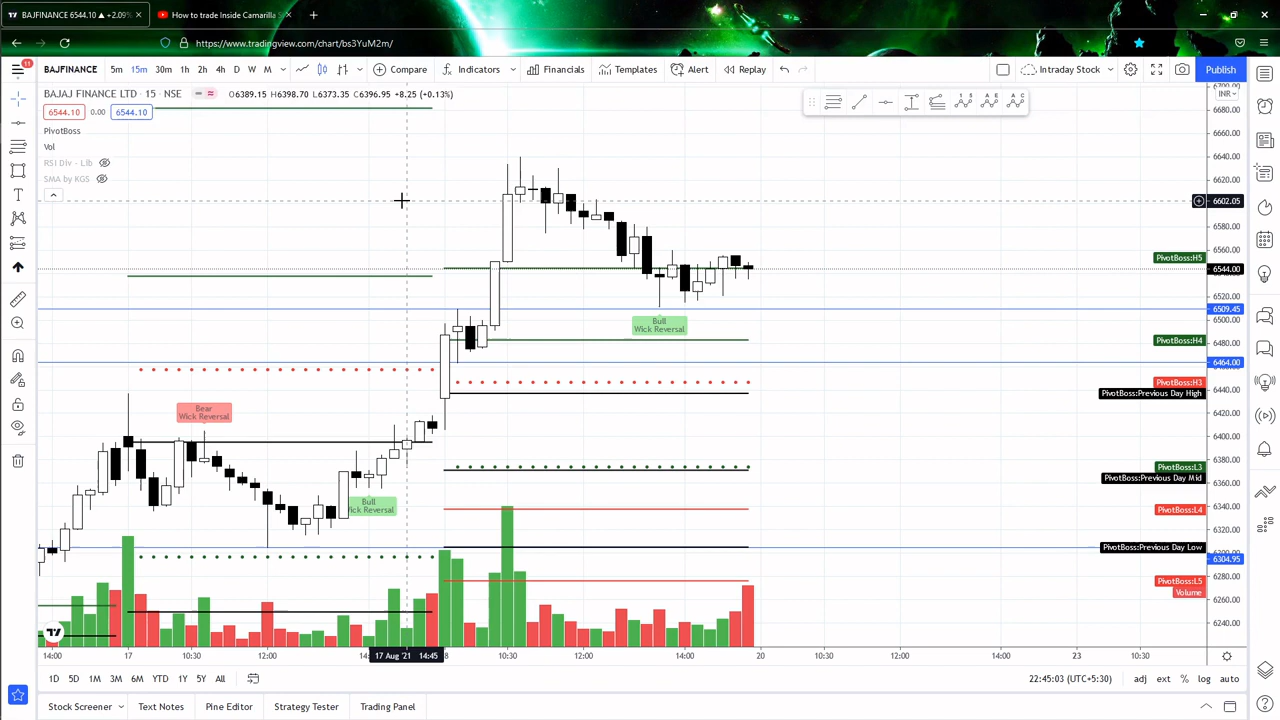 BAJFINANCE 6544.10 ▲ +2.09%
How to trade Inside Camarilla
https://www.tradingview.com/chart/bs3YuM2m/
11
BAJFINANCE 5m 15m 30m 1h 2h 4h D W M Compare Indicators Financials Templates Alert Replay Intraday Stock Publish
BAJAJ FINANCE LTD · 15 · NSE O6389.15 H6398.70 L6373.35 C6396.95 +8.25 (+0.13%)
INR
6544.10 0.00 6544.10
PivotBoss
Vol
RSI Div - Lib
SMA by KGS
6680.00
6660.00
6640.00
6620.00
6602.05
6580.00
6560.00
PivotBoss:H5
6544.00
6520.00
6509.45
6500.00
Bull
Wick Reversal
PivotBoss:H4
6480.00
6464.00
PivotBoss:H3
6440.00
PivotBoss:Previous Day High
6420.00
Bear
Wick Reversal
6400.00
6380.00
PivotBoss:L3
PivotBoss:Previous Day Mid
6360.00
Bull
Wick Reversal
6340.00
PivotBoss:L4
6320.00
PivotBoss:Previous Day Low
6304.95
6280.00
PivotBoss:L5
Volume
6260.00
6240.00
14:00 17 10:30 12:00 17 Aug '21 14:45 8 10:30 12:00 14:00 20 10:30 12:00 14:00 23 10:30
1D 5D 1M 3M 6M YTD 1Y 5Y All 22:45:03 (UTC+5:30) adj ext % log auto
Stock Screener Text Notes Pine Editor Strategy Tester Trading Panel